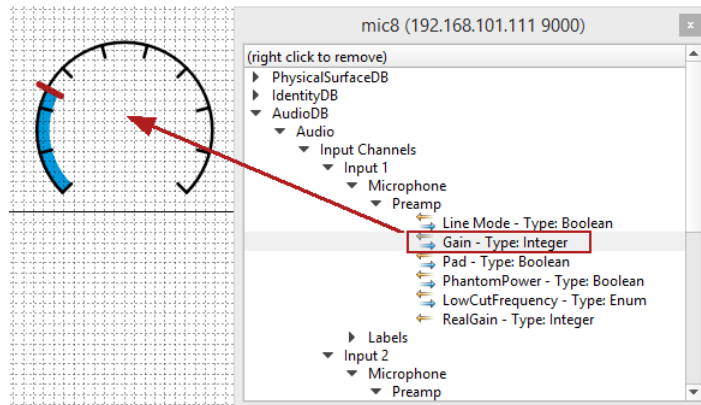 mic8 (192.168.101.111 9000)
x
(right click to remove)
PhysicalSurfaceDB
IdentityDB
AudioDB
Audio
Input Channels
Input 1
Microphone
Preamp
Line Mode - Type: Boolean
Gain - Type: Integer
Pad - Type: Boolean
PhantomPower - Type: Boolean
LowCutFrequency - Type: Enum
RealGain - Type: Integer
Labels
Input 2
Microphone
Preamp